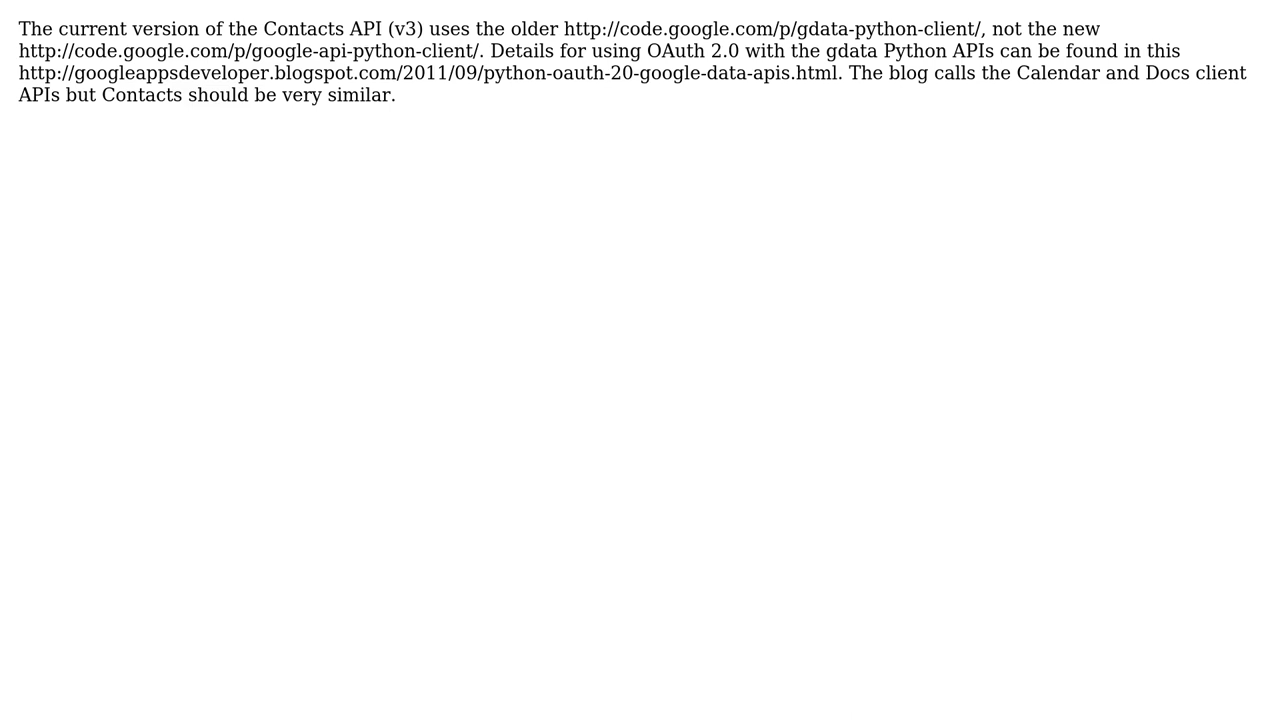 The current version of the Contacts API (v3) uses the older http://code.google.com/p/gdata-python-client/, not the new
http://code.google.com/p/google-api-python-client/. Details for using OAuth 2.0 with the gdata Python APIs can be found in this
http://googleappsdeveloper.blogspot.com/2011/09/python-oauth-20-google-data-apis.html. The blog calls the Calendar and Docs client
APIs but Contacts should be very similar.